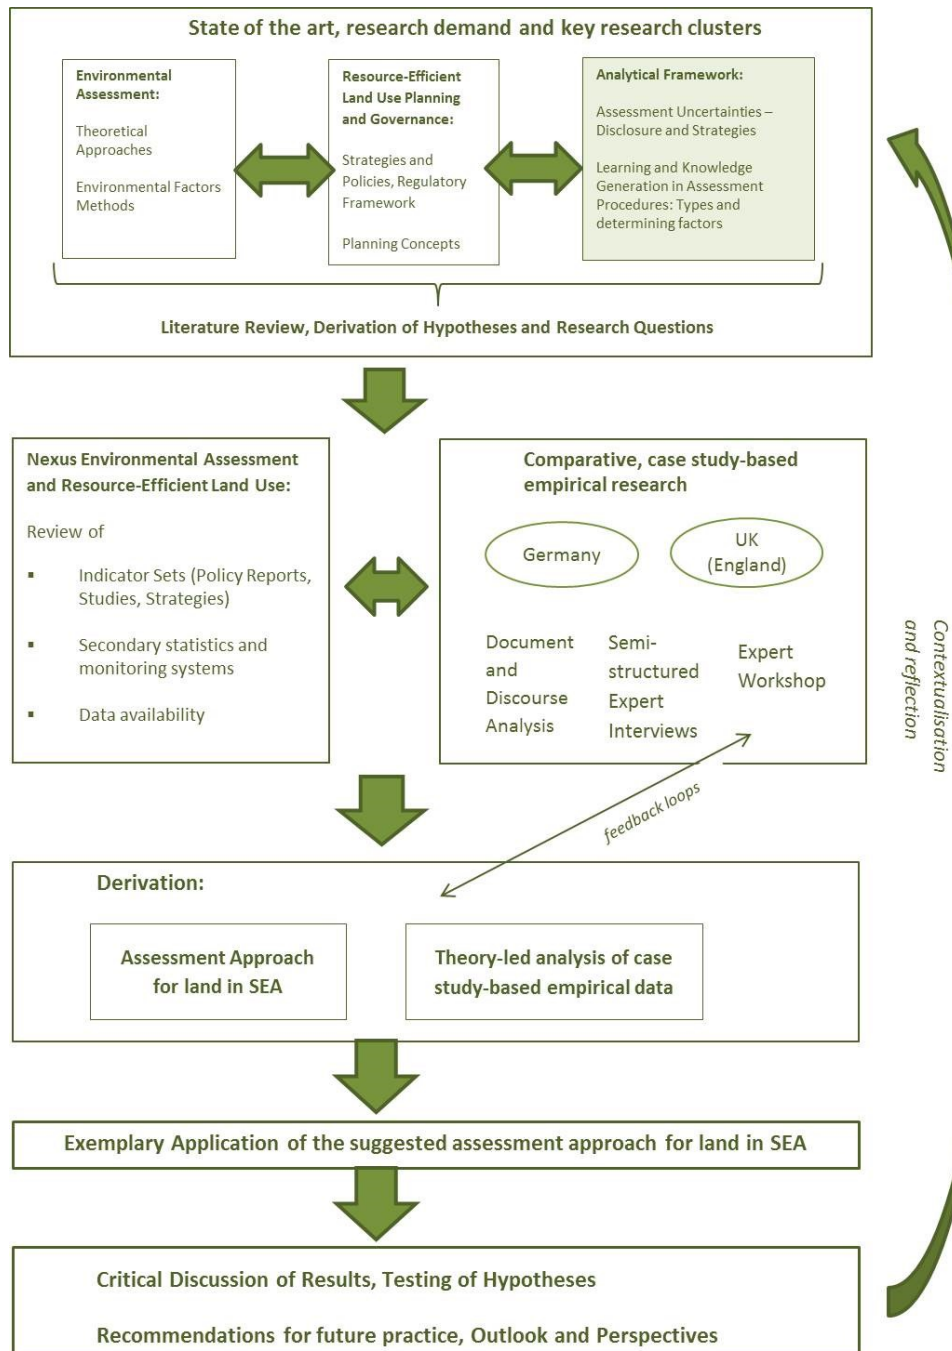 State of the art, research demand and key research clusters
Environmental
Assessment:
Theoretical
Approaches
Environmental Factors
Methods
Resource-Efficient
Land Use Planning
and Governance:
Strategies and
Policies, Regulatory
Framework
Planning Concepts
Analytical Framework:
Assessment Uncertainties –
Disclosure and Strategies
Learning and Knowledge
Generation in Assessment
Procedures: Types and
determining factors
Literature Review, Derivation of Hypotheses and Research Questions
Nexus Environmental Assessment
and Resource-Efficient Land Use:
Review of
▪ Indicator Sets (Policy Reports,
Studies, Strategies)
▪ Secondary statistics and
monitoring systems
▪ Data availability
Comparative, case study-based
empirical research
Germany
UK
(England)
Document
and
Discourse
Analysis
Semi-
structured
Expert
Interviews
Expert
Workshop
Contextualisation
and reflection
feedback loops
Derivation:
Assessment Approach
for land in SEA
Theory-led analysis of case
study-based empirical data
Exemplary Application of the suggested assessment approach for land in SEA
Critical Discussion of Results, Testing of Hypotheses
Recommendations for future practice, Outlook and Perspectives